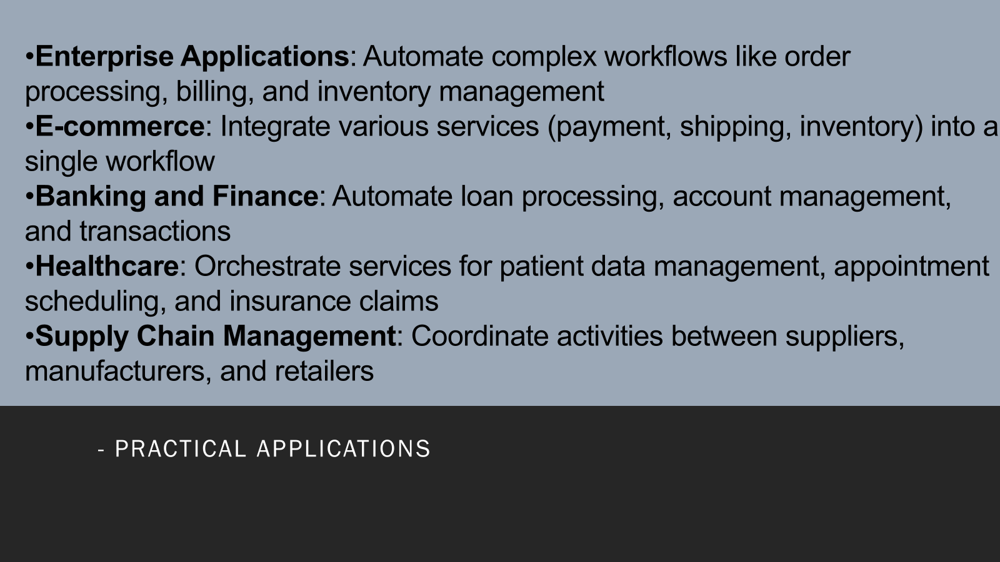 •Enterprise Applications: Automate complex workflows like order
processing, billing, and inventory management
•E-commerce: Integrate various services (payment, shipping, inventory) into a
single workflow
•Banking and Finance: Automate loan processing, account management,
and transactions
•Healthcare: Orchestrate services for patient data management, appointment
scheduling, and insurance claims
•Supply Chain Management: Coordinate activities between suppliers,
manufacturers, and retailers
- PRACTICAL APPLICATIONS